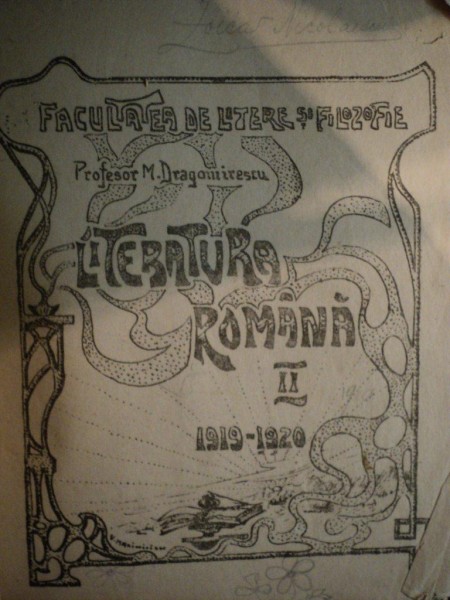 FACULTATEA DE LITERE ȘI FILOZOFIE
Profesor M. Dragomirescu
LITERATURA
ROMÂNĂ
II
1919-1920